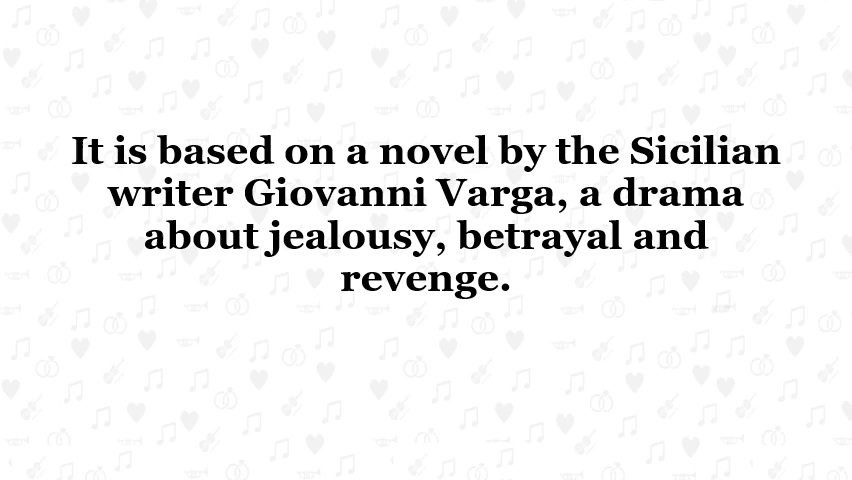 It is based on a novel by the Sicilian
writer Giovanni Varga, a drama
about jealousy, betrayal and
revenge.